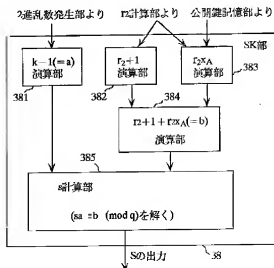 2進乱数発生部より
r2計算部より
公開鍵記憶部より
SK部
k−1(=a)
演算部
r₂+1
演算部
r₂xA
演算部
381
382
383
384
r₂+1+r₂xA(=b)
演算部
385
s計算部
(sa ≡b (mod q)を解く)
Sの出力
38